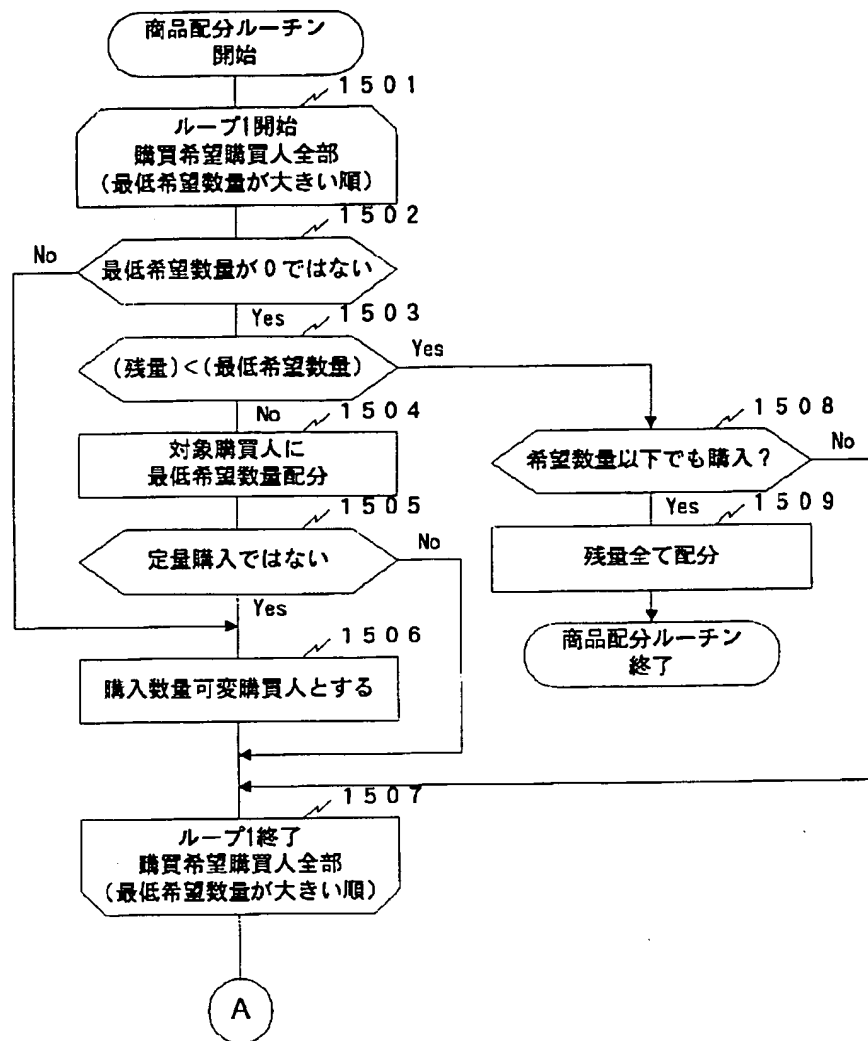 商品配分ルーチン
開始
1501
ループ1開始
購買希望購買人全部
(最低希望数量が大きい順)
1502
No
最低希望数量が0ではない
Yes
1503
(残量)<(最低希望数量)
Yes
No
1504
対象購買人に
最低希望数量配分
1508
希望数量以下でも購入?
No
Yes
1509
残量全て配分
商品配分ルーチン
終了
1505
定量購入ではない
No
Yes
1506
購入数量可変購買人とする
1507
ループ1終了
購買希望購買人全部
(最低希望数量が大きい順)
A